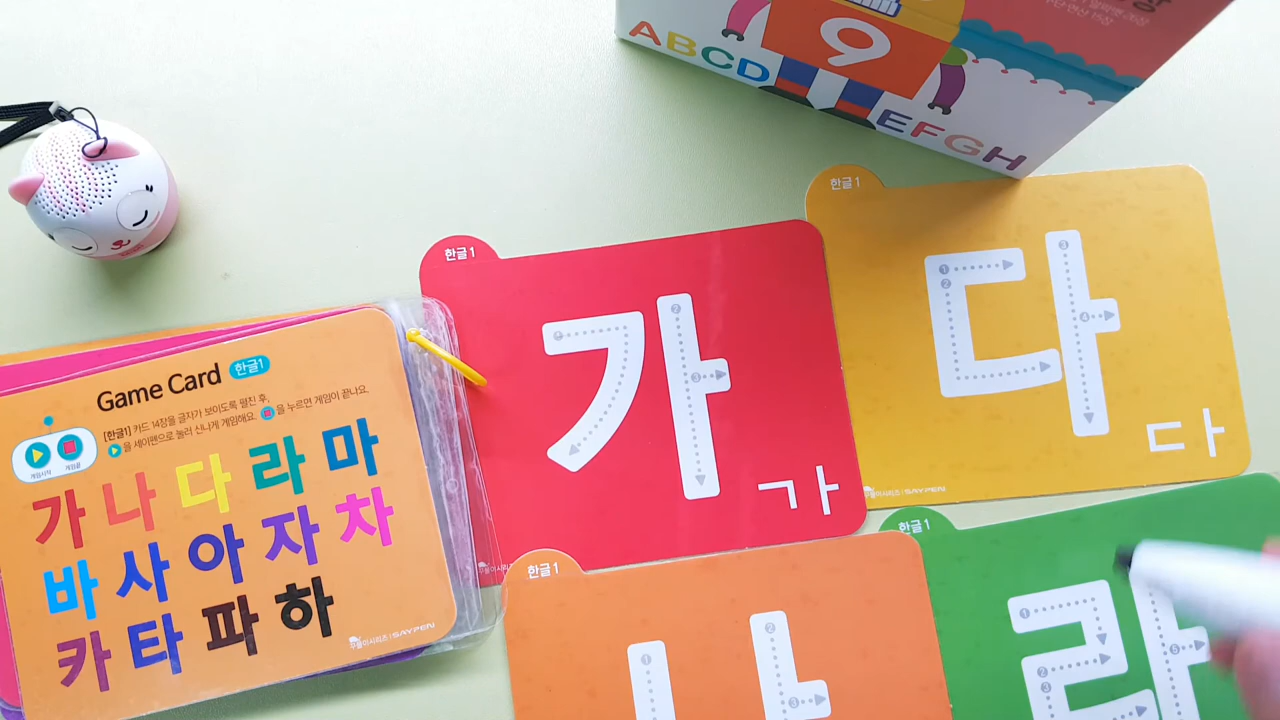 9
ABCD
EFGH
한글1
다
다
SAYPEN
한글1
가
가
한글1
나
한글1
라
Game Card 한글1
[한글1] 카드 14장을 글자가 보이도록 펼친 후,
을 세이펜으로 눌러 신나게 게임해요. 을 누르면 게임이 끝나요.
게임시작 게임끝
가 나 다 라 마
바 사 아 자 차
카 타 파 하
SAYPEN